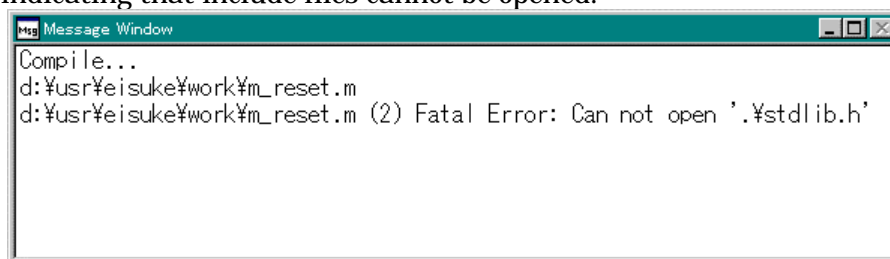 indicating that include files cannot be opened.
Msg Message Window
Compile...
d:¥usr¥eisuke¥work¥m_reset.m
d:¥usr¥eisuke¥work¥m_reset.m (2) Fatal Error: Can not open '.¥stdlib.h'